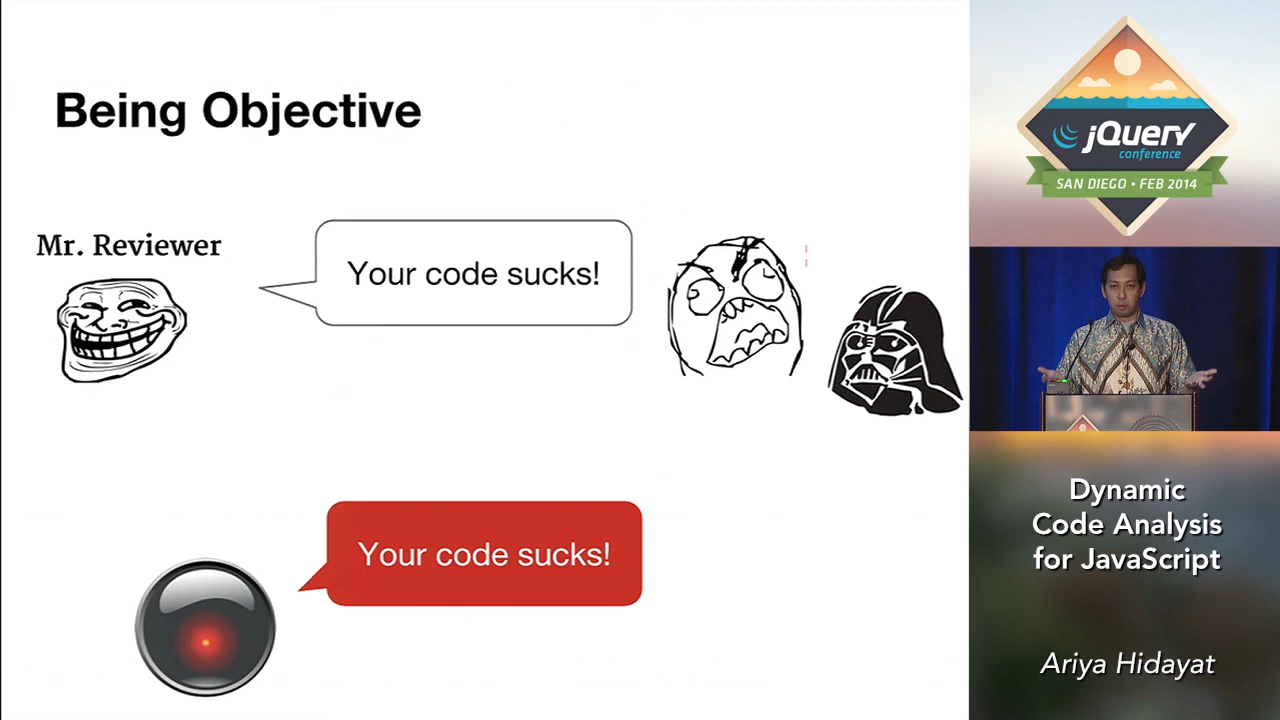 Being Objective
Mr. Reviewer
Your code sucks!
Your code sucks!
jQuery
conference
SAN DIEGO • FEB 2014
Dynamic
Code Analysis
for JavaScript
Ariya Hidayat